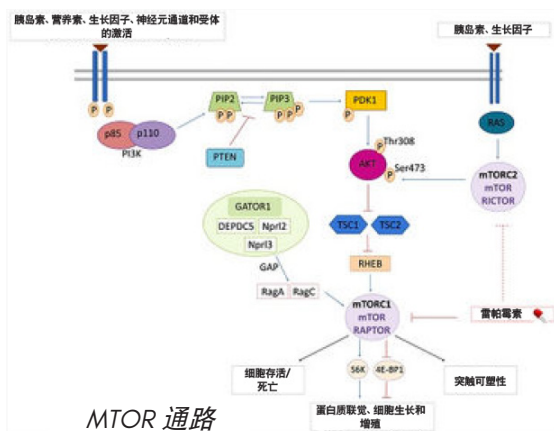 胰岛素、营养素、生长因子、神经元通道和受体
的激活
胰岛素、生长因子
P P
PIP2 PIP3
P P P P P
PDK1
P
RAS
p85 p110
PI3K
PTEN
P Thr308
AKT
P Ser473
mTORC2
mTOR
RICTOR
GATOR1
DEPDC5 Nprl2
Nprl3
TSC1 TSC2
GAP
RHEB
RagA RagC
mTORC1
mTOR
RAPTOR
雷帕霉素
细胞存活/
死亡
S6K 4E-BP1
突触可塑性
蛋白质联觉、细胞生长和
增殖
MTOR 通路